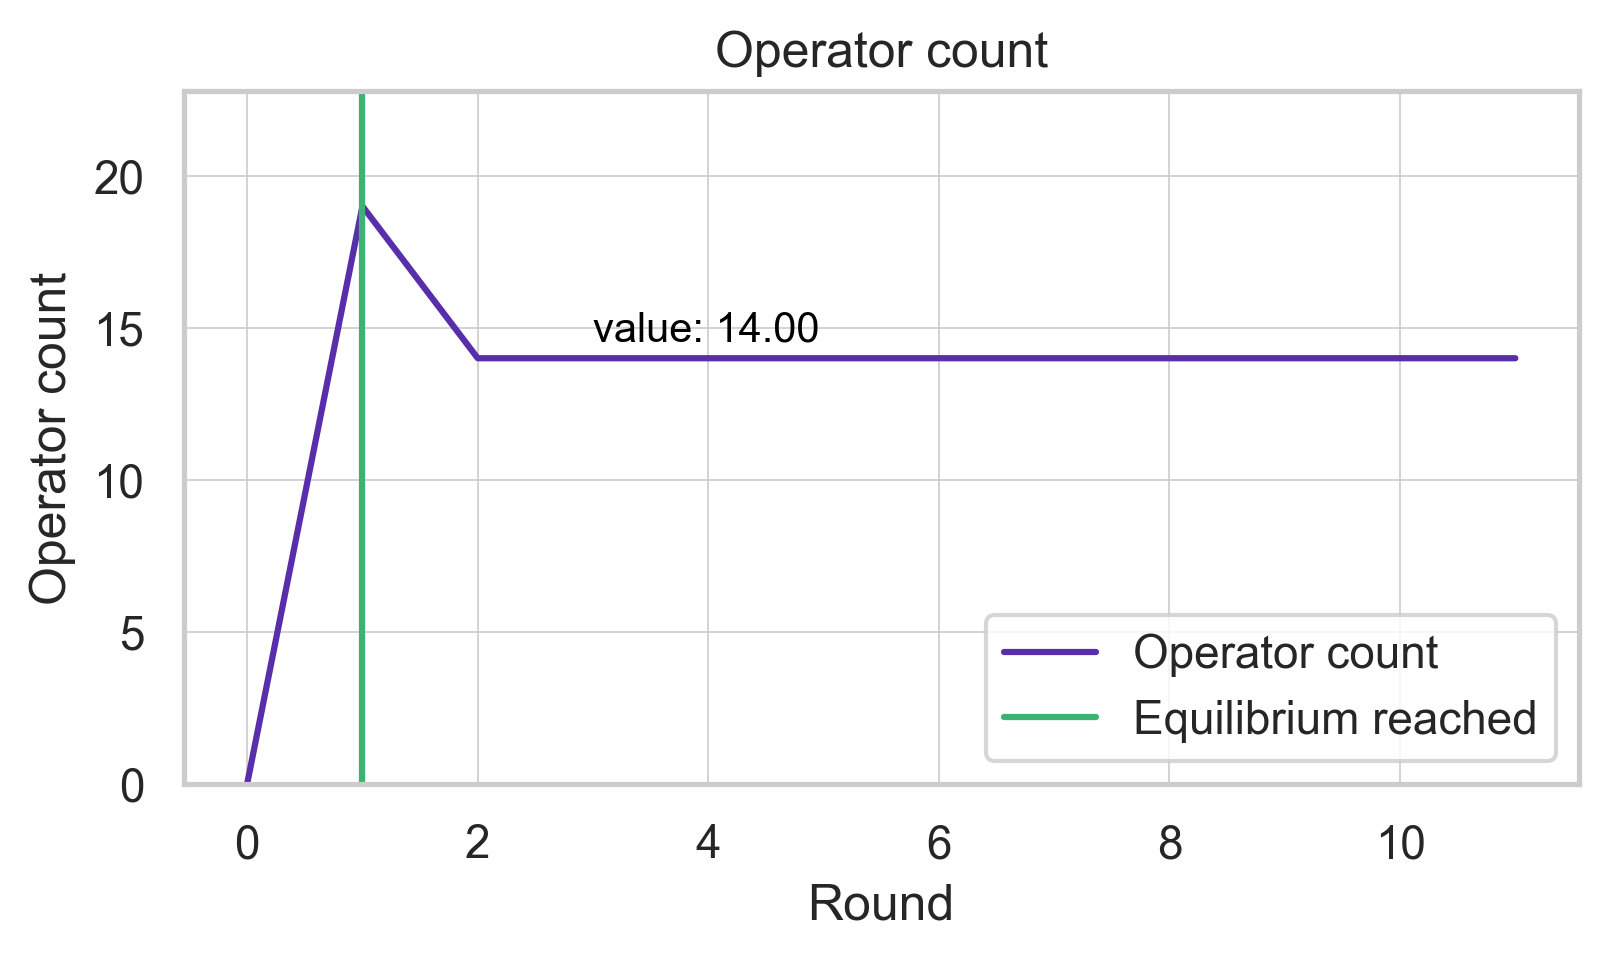 Operator count
Operator count
20
15
10
5
0
value: 14.00
Operator count
Equilibrium reached
0 2 4 6 8 10
Round